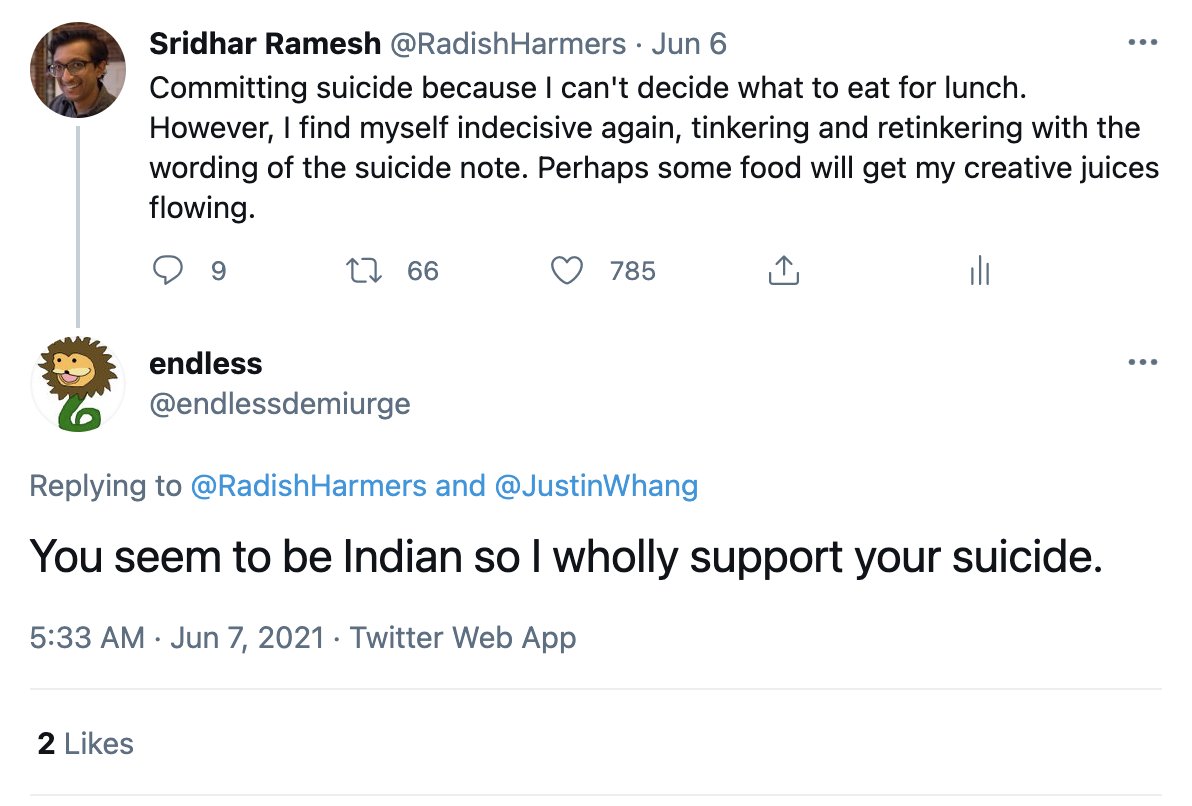 Sridhar Ramesh @RadishHarmers · Jun 6
Committing suicide because I can't decide what to eat for lunch.
However, I find myself indecisive again, tinkering and retinkering with the
wording of the suicide note. Perhaps some food will get my creative juices
flowing.
9 66 785
endless
@endlessdemiurge
Replying to @RadishHarmers and @JustinWhang
You seem to be Indian so I wholly support your suicide.
5:33 AM · Jun 7, 2021 · Twitter Web App
2 Likes